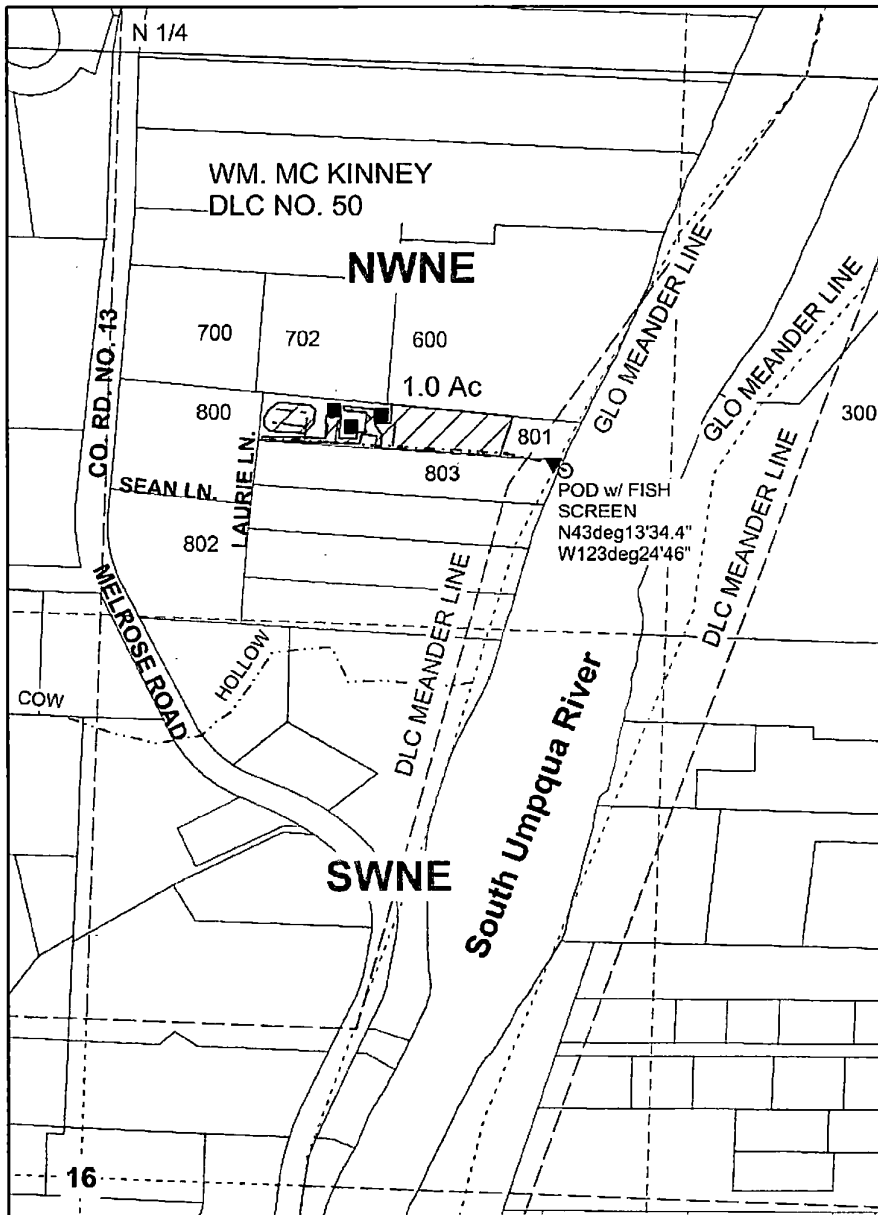 N 1/4
WM. MC KINNEY
DLC NO. 50
NWNE
CO. RD. NO. 13
700
702
600
1.0 Ac
800
801
803
GLO MEANDER LINE
GLO MEANDER LINE
300
SEAN LN.
AURIE LN.
802
POD w/ FISH
SCREEN
N43deg13'34.4"
W123deg24'46"
DLC MEANDER LINE
DLC MEANDER LINE
MELROSE ROAD
HOLLOW
COW
South Umpqua River
SWNE
16